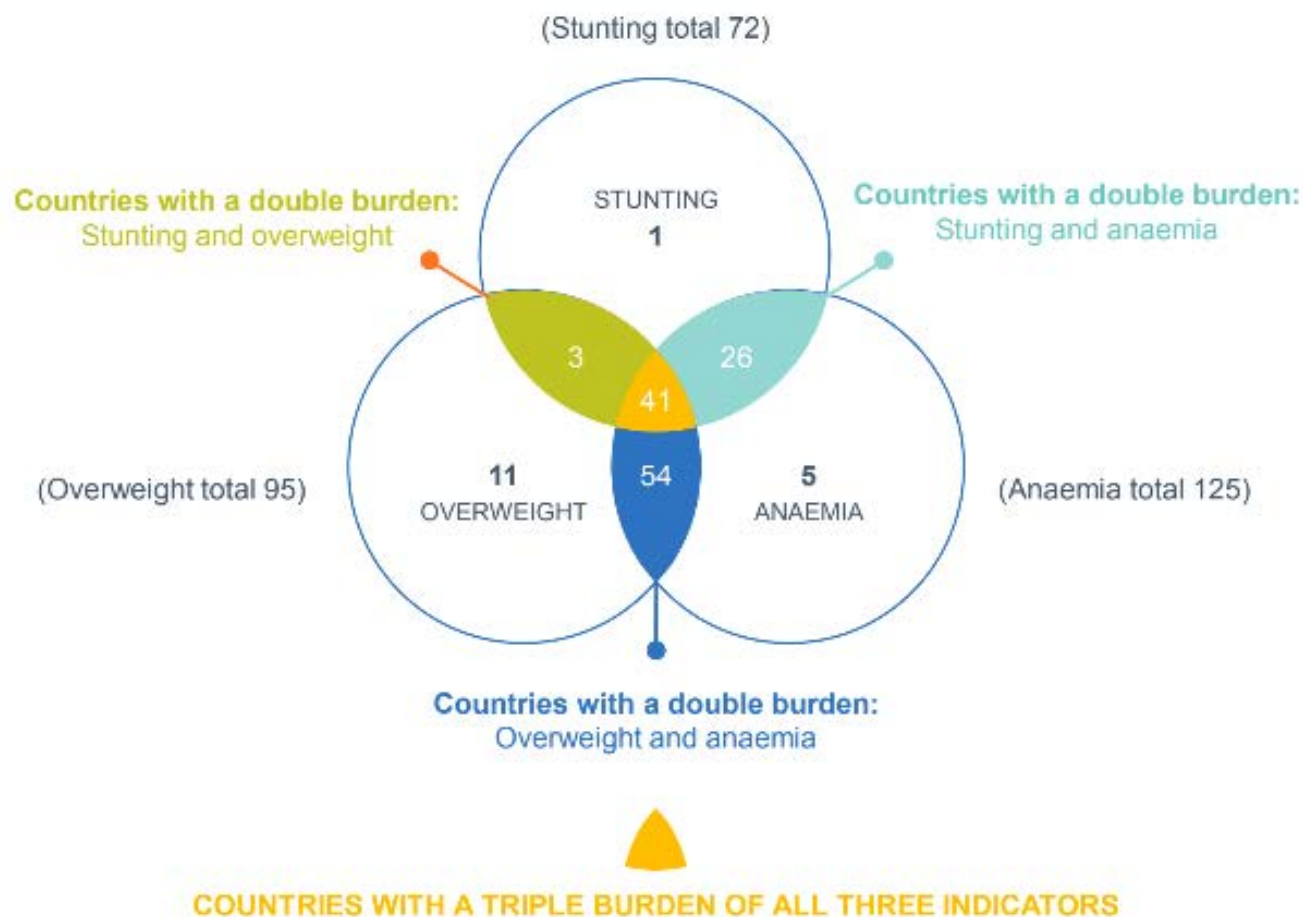 (Stunting total 72)
STUNTING
1
Countries with a double burden:
Stunting and overweight
Countries with a double burden:
Stunting and anaemia
3
26
41
(Overweight total 95)
11
OVERWEIGHT
54
5
ANAEMIA
(Anaemia total 125)
Countries with a double burden:
Overweight and anaemia
COUNTRIES WITH A TRIPLE BURDEN OF ALL THREE INDICATORS